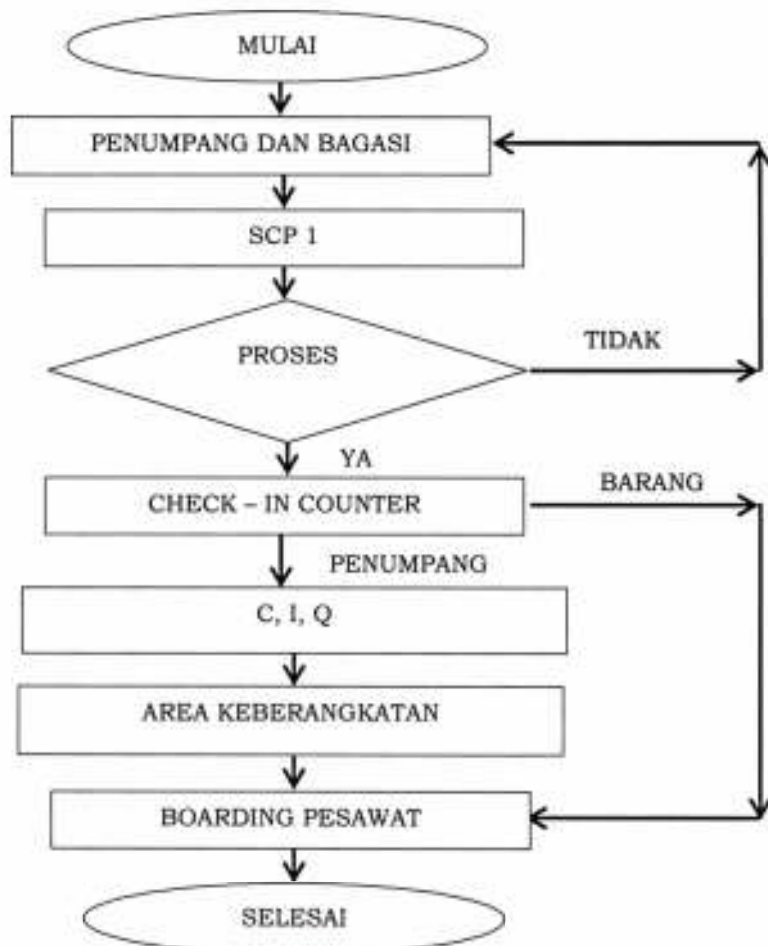 MULAI
PENUMPANG DAN BAGASI
SCP 1
PROSES
TIDAK
YA
BARANG
CHECK – IN COUNTER
PENUMPANG
C, I, Q
AREA KEBERANGKATAN
BOARDING PESAWAT
SELESAI